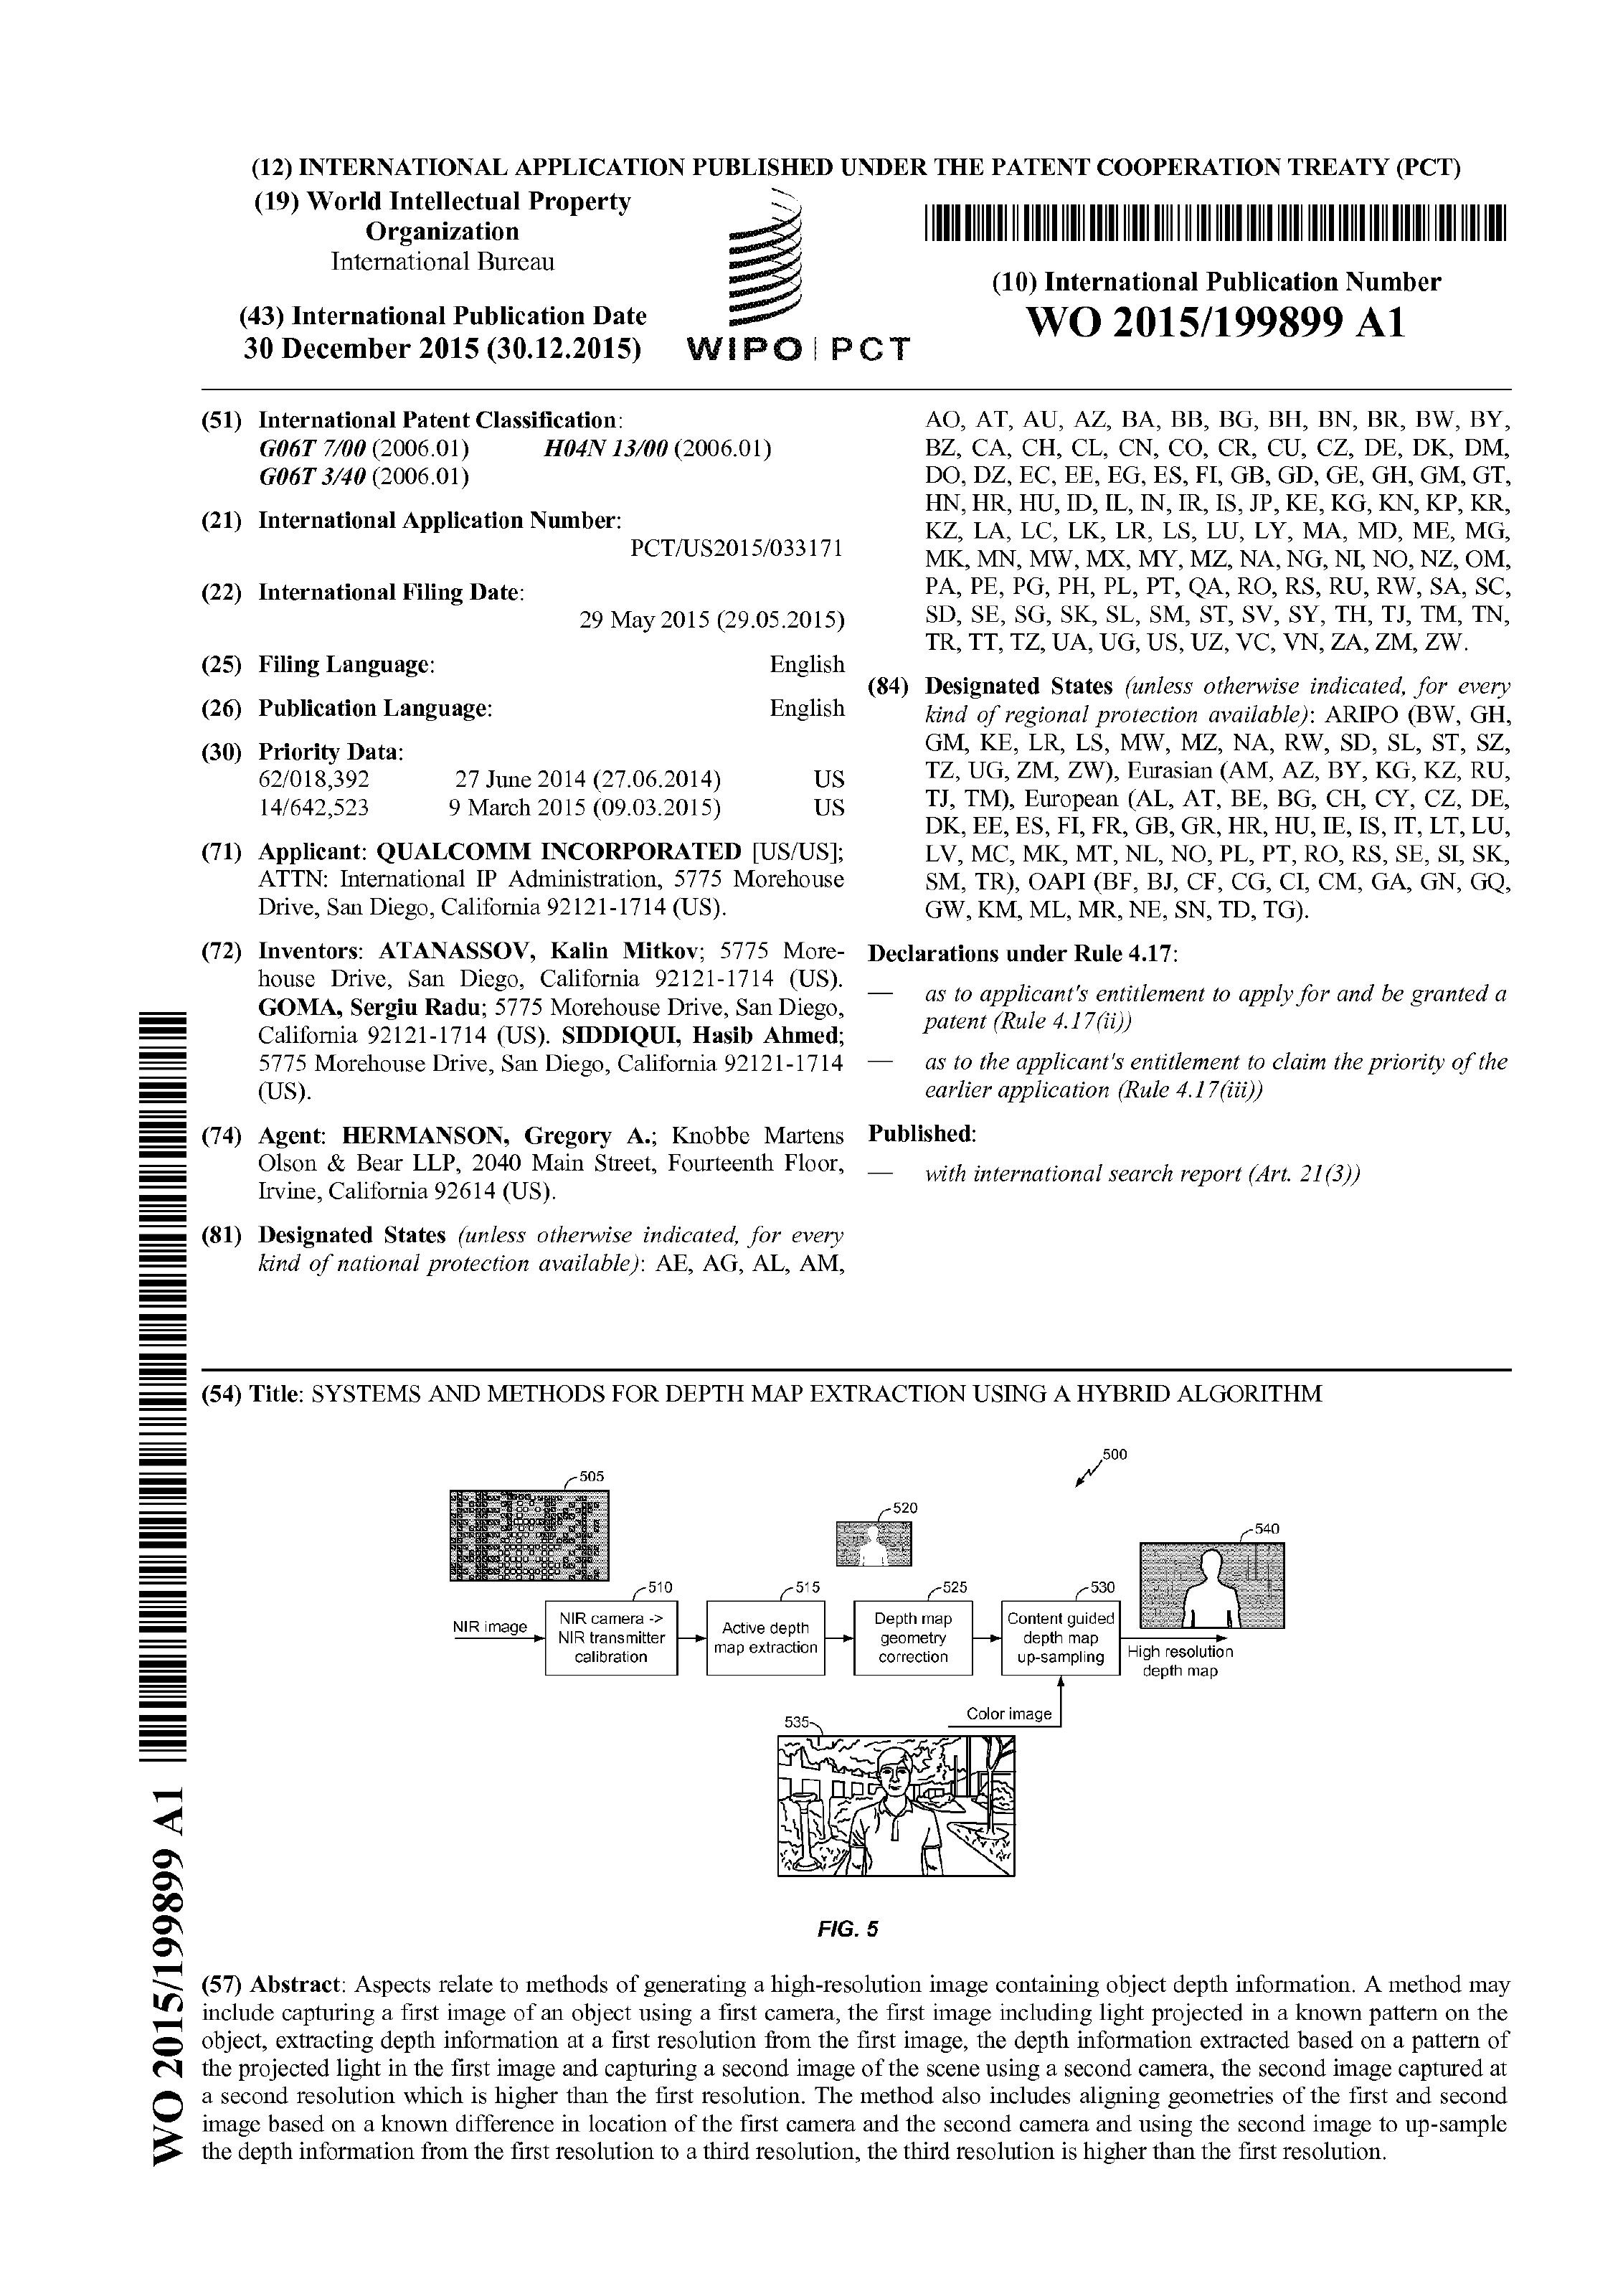 (12) INTERNATIONAL APPLICATION PUBLISHED UNDER THE PATENT COOPERATION TREATY (PCT)
(19) World Intellectual Property
Organization
International Bureau
(43) International Publication Date
30 December 2015 (30.12.2015)
WIPO | PCT
(10) International Publication Number
WO 2015/199899 A1
(51) International Patent Classification:
G06T 7/00 (2006.01) H04N 13/00 (2006.01)
G06T 3/40 (2006.01)
(21) International Application Number:
PCT/US2015/033171
(22) International Filing Date:
29 May 2015 (29.05.2015)
(25) Filing Language: English
(26) Publication Language: English
(30) Priority Data:
62/018,392 27 June 2014 (27.06.2014) US
14/642,523 9 March 2015 (09.03.2015) US
(71) Applicant: QUALCOMM INCORPORATED [US/US];
ATTN: International IP Administration, 5775 Morehouse
Drive, San Diego, California 92121-1714 (US).
(72) Inventors: ATANASSOV, Kalin Mitkov; 5775 More-
house Drive, San Diego, California 92121-1714 (US).
GOMA, Sergiu Radu; 5775 Morehouse Drive, San Diego,
California 92121-1714 (US). SIDDIQUI, Hasib Ahmed;
5775 Morehouse Drive, San Diego, California 92121-1714
(US).
(74) Agent: HERMANSON, Gregory A.; Knobbe Martens
Olson & Bear LLP, 2040 Main Street, Fourteenth Floor,
Irvine, California 92614 (US).
(81) Designated States (unless otherwise indicated, for every
kind of national protection available): AE, AG, AL, AM,
AO, AT, AU, AZ, BA, BB, BG, BH, BN, BR, BW, BY,
BZ, CA, CH, CL, CN, CO, CR, CU, CZ, DE, DK, DM,
DO, DZ, EC, EE, EG, ES, FI, GB, GD, GE, GH, GM, GT,
HN, HR, HU, ID, IL, IN, IR, IS, JP, KE, KG, KN, KP, KR,
KZ, LA, LC, LK, LR, LS, LU, LY, MA, MD, ME, MG,
MK, MN, MW, MX, MY, MZ, NA, NG, NI, NO, NZ, OM,
PA, PE, PG, PH, PL, PT, QA, RO, RS, RU, RW, SA, SC,
SD, SE, SG, SK, SL, SM, ST, SV, SY, TH, TJ, TM, TN,
TR, TT, TZ, UA, UG, US, UZ, VC, VN, ZA, ZM, ZW.
(84) Designated States (unless otherwise indicated, for every
kind of regional protection available): ARIPO (BW, GH,
GM, KE, LR, LS, MW, MZ, NA, RW, SD, SL, ST, SZ,
TZ, UG, ZM, ZW), Eurasian (AM, AZ, BY, KG, KZ, RU,
TJ, TM), European (AL, AT, BE, BG, CH, CY, CZ, DE,
DK, EE, ES, FI, FR, GB, GR, HR, HU, IE, IS, IT, LT, LU,
LV, MC, MK, MT, NL, NO, PL, PT, RO, RS, SE, SI, SK,
SM, TR), OAPI (BF, BJ, CF, CG, CI, CM, GA, GN, GQ,
GW, KM, ML, MR, NE, SN, TD, TG).
Declarations under Rule 4.17:
— as to applicant's entitlement to apply for and be granted a
patent (Rule 4.17(ii))
— as to the applicant's entitlement to claim the priority of the
earlier application (Rule 4.17(iii))
Published:
— with international search report (Art. 21(3))
(54) Title: SYSTEMS AND METHODS FOR DEPTH MAP EXTRACTION USING A HYBRID ALGORITHM
500
505
520
540
510
515
525
530
NIR image
NIR camera ->
NIR transmitter
calibration
Active depth
map extraction
Depth map
geometry
correction
Content guided
depth map
up-sampling
High resolution
depth map
Color image
535
FIG. 5
(57) Abstract: Aspects relate to methods of generating a high-resolution image containing object depth information. A method may
include capturing a first image of an object using a first camera, the first image including light projected in a known pattern on the
object, extracting depth information at a first resolution from the first image, the depth information extracted based on a pattern of
the projected light in the first image and capturing a second image of the scene using a second camera, the second image captured at
a second resolution which is higher than the first resolution. The method also includes aligning geometries of the first and second
image based on a known difference in location of the first camera and the second camera and using the second image to up-sample
the depth information from the first resolution to a third resolution, the third resolution is higher than the first resolution.
WO 2015/199899 A1